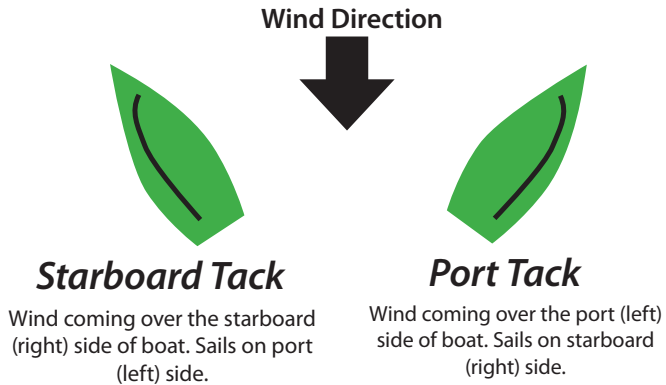 Wind Direction
Starboard Tack
Wind coming over the starboard
(right) side of boat. Sails on port
(left) side.
Port Tack
Wind coming over the port (left)
side of boat. Sails on starboard
(right) side.